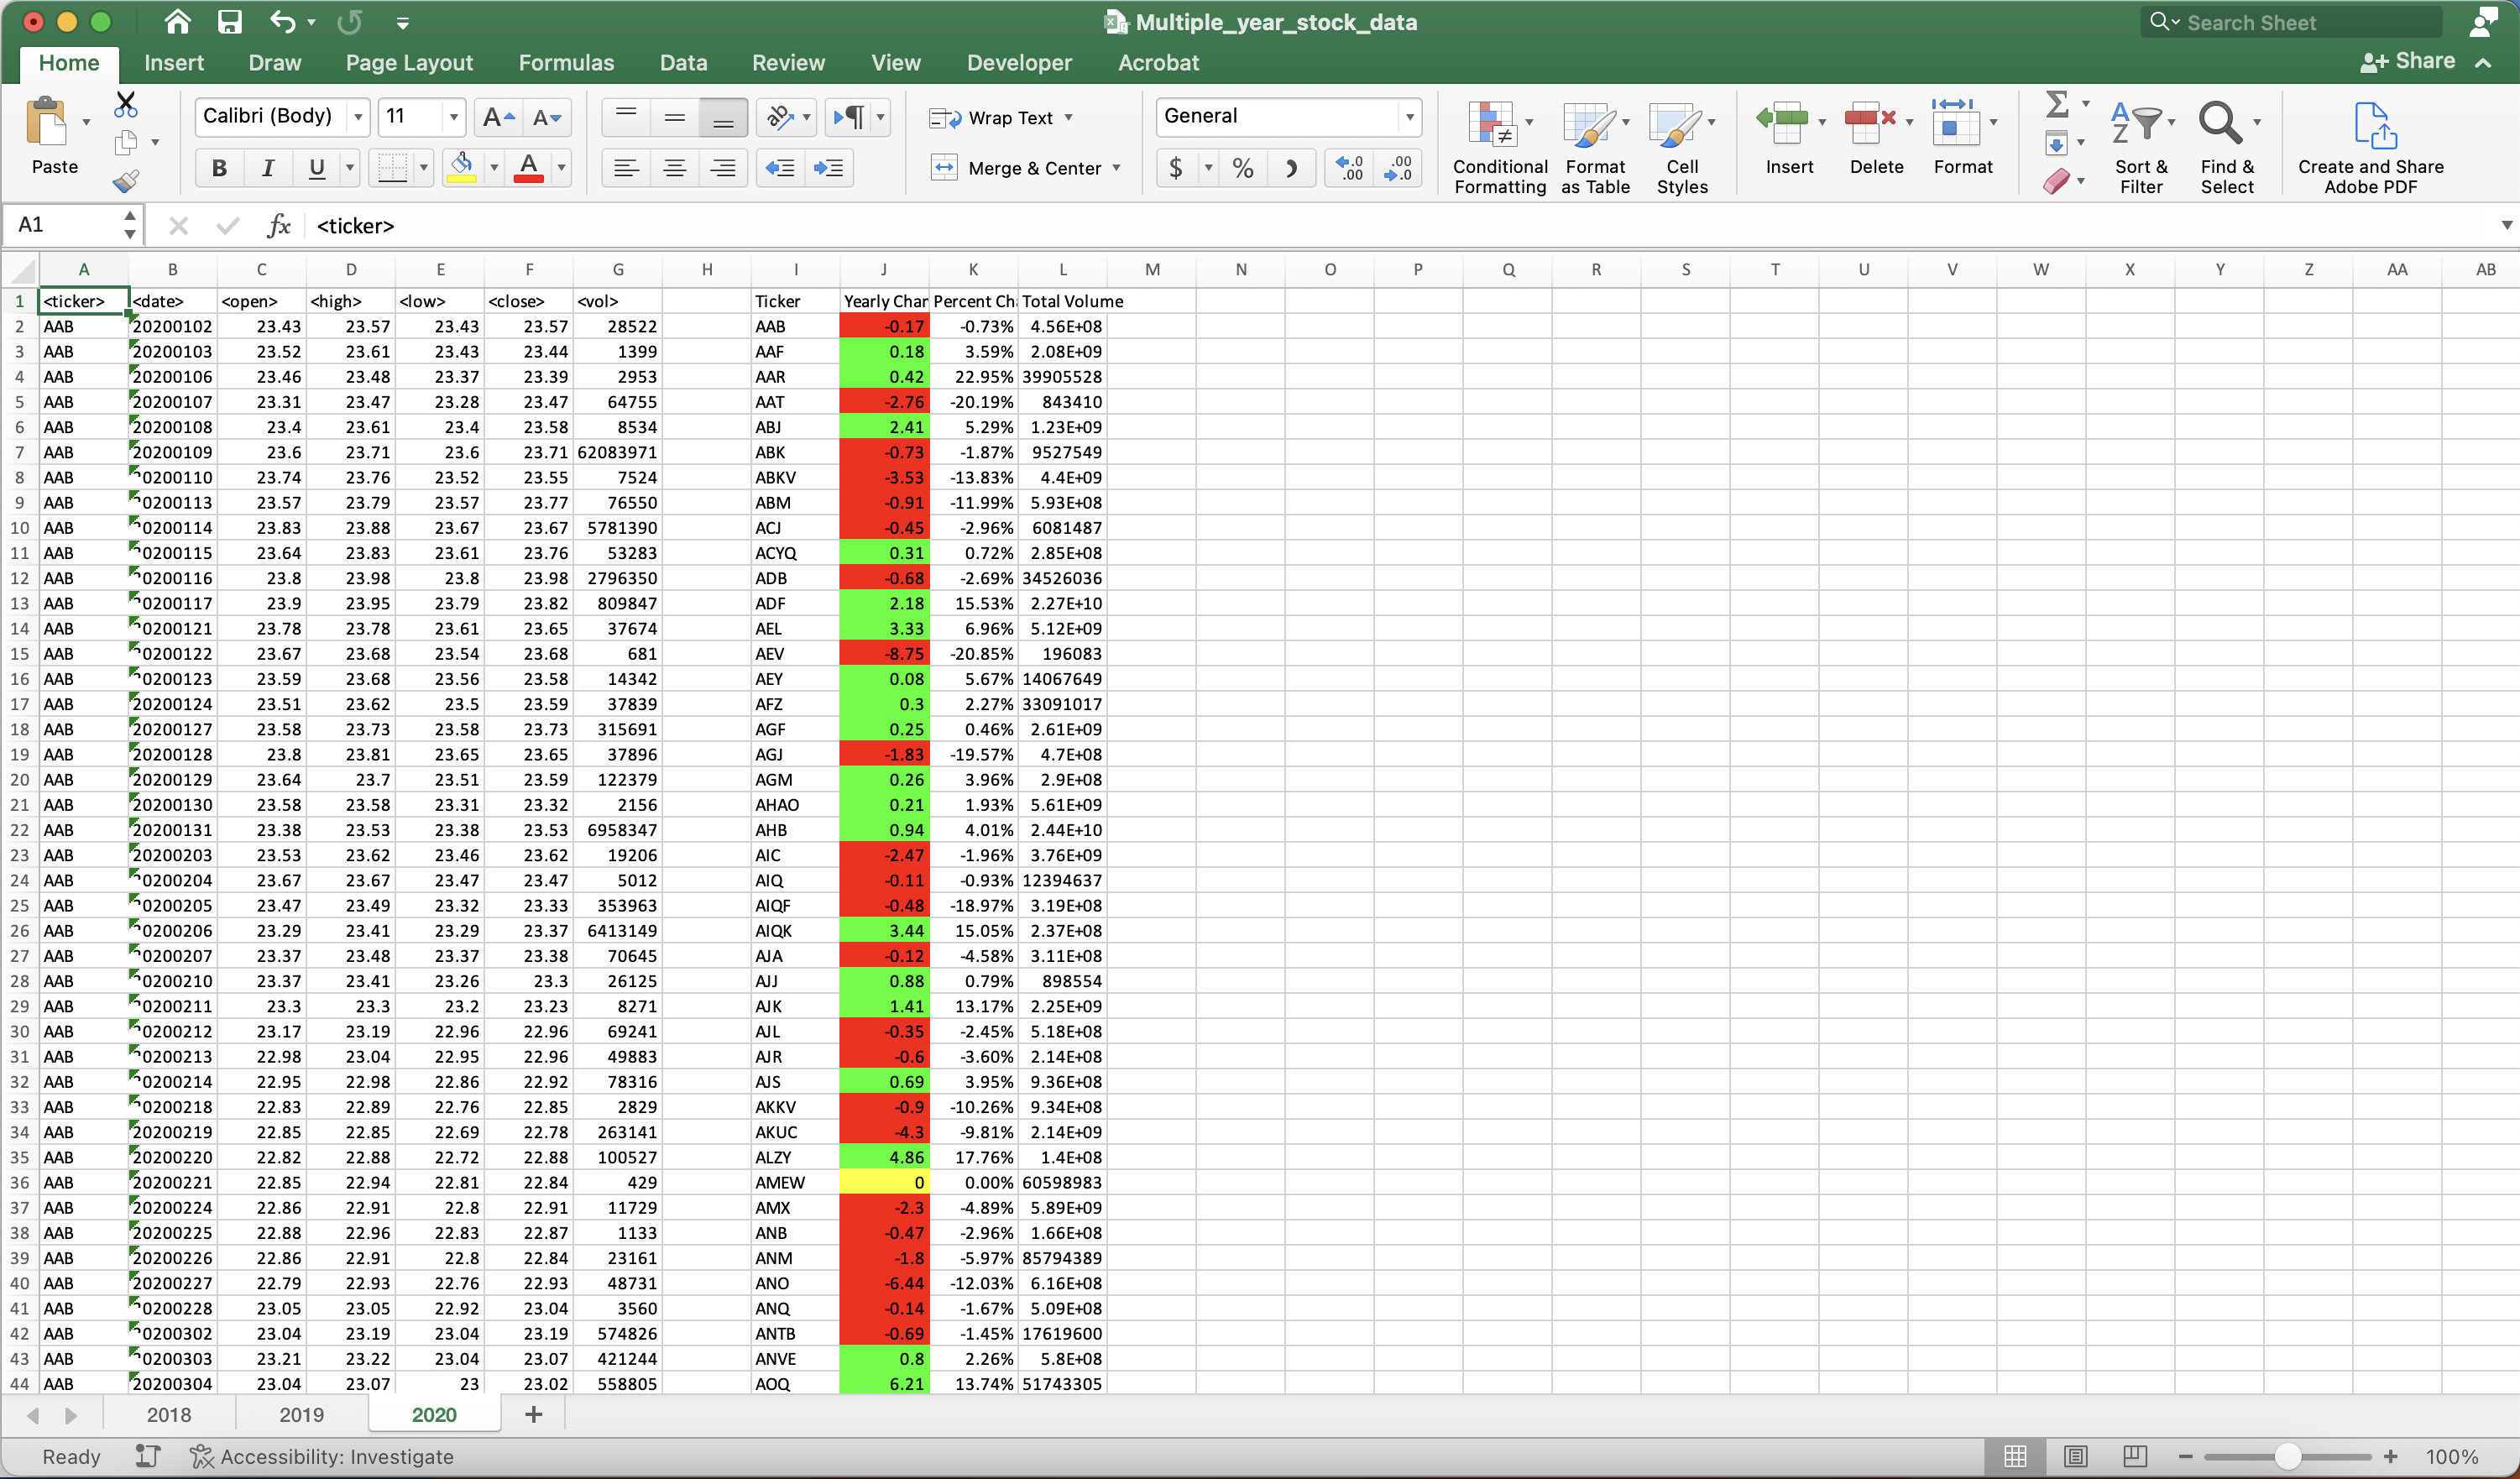 Multiple_year_stock_data
Search Sheet
Home Insert Draw Page Layout Formulas Data Review View Developer Acrobat Share
Paste
Calibri (Body) 11
Wrap Text
General
Merge & Center
Conditional Formatting
Format as Table
Cell Styles
Insert
Delete
Format
Sort & Filter
Find & Select
Create and Share Adobe PDF
A1 fx <ticker>
A B C D E F G H I J K L M N O P Q R S T U V W X Y Z AA AB
1 <ticker> <date> <open> <high> <low> <close> <vol> Ticker Yearly Char Percent Ch Total Volume
2 AAB 20200102 23.43 23.57 23.43 23.57 28522 AAB -0.17 -0.73% 4.56E+08
3 AAB 20200103 23.52 23.61 23.43 23.44 1399 AAF 0.18 3.59% 2.08E+09
4 AAB 20200106 23.46 23.48 23.37 23.39 2953 AAR 0.42 22.95% 39905528
5 AAB 20200107 23.31 23.47 23.28 23.47 64755 AAT -2.76 -20.19% 843410
6 AAB 20200108 23.4 23.61 23.4 23.58 8534 ABJ 2.41 5.29% 1.23E+09
7 AAB 20200109 23.6 23.71 23.6 23.71 62083971 ABK -0.73 -1.87% 9527549
8 AAB 20200110 23.74 23.76 23.52 23.55 7524 ABKV -3.53 -13.83% 4.4E+09
9 AAB 20200113 23.57 23.79 23.57 23.77 76550 ABM -0.91 -11.99% 5.93E+08
10 AAB 20200114 23.83 23.88 23.67 23.67 5781390 ACJ -0.45 -2.96% 6081487
11 AAB 20200115 23.64 23.83 23.61 23.76 53283 ACYQ 0.31 0.72% 2.85E+08
12 AAB 20200116 23.8 23.98 23.8 23.98 2796350 ADB -0.68 -2.69% 34526036
13 AAB 20200117 23.9 23.95 23.79 23.82 809847 ADF 2.18 15.53% 2.27E+10
14 AAB 20200121 23.78 23.78 23.61 23.65 37674 AEL 3.33 6.96% 5.12E+09
15 AAB 20200122 23.67 23.68 23.54 23.68 681 AEV -8.75 -20.85% 196083
16 AAB 20200123 23.59 23.68 23.56 23.58 14342 AEY 0.08 5.67% 14067649
17 AAB 20200124 23.51 23.62 23.5 23.59 37839 AFZ 0.3 2.27% 33091017
18 AAB 20200127 23.58 23.73 23.58 23.73 315691 AGF 0.25 0.46% 2.61E+09
19 AAB 20200128 23.8 23.81 23.65 23.65 37896 AGJ -1.83 -19.57% 4.7E+08
20 AAB 20200129 23.64 23.7 23.51 23.59 122379 AGM 0.26 3.96% 2.9E+08
21 AAB 20200130 23.58 23.58 23.31 23.32 2156 AHAO 0.21 1.93% 5.61E+09
22 AAB 20200131 23.38 23.53 23.38 23.53 6958347 AHB 0.94 4.01% 2.44E+10
23 AAB 20200203 23.53 23.62 23.46 23.62 19206 AIC -2.47 -1.96% 3.76E+09
24 AAB 20200204 23.67 23.67 23.47 23.47 5012 AIQ -0.11 -0.93% 12394637
25 AAB 20200205 23.47 23.49 23.32 23.33 353963 AIQF -0.48 -18.97% 3.19E+08
26 AAB 20200206 23.29 23.41 23.29 23.37 6413149 AIQK 3.44 15.05% 2.37E+08
27 AAB 20200207 23.37 23.48 23.37 23.38 70645 AJA -0.12 -4.58% 3.11E+08
28 AAB 20200210 23.37 23.41 23.26 23.3 26125 AJJ 0.88 0.79% 898554
29 AAB 20200211 23.3 23.3 23.2 23.23 8271 AJK 1.41 13.17% 2.25E+09
30 AAB 20200212 23.17 23.19 22.96 22.96 69241 AJL -0.35 -2.45% 5.18E+08
31 AAB 20200213 22.98 23.04 22.95 22.96 49883 AJR -0.6 -3.60% 2.14E+08
32 AAB 20200214 22.95 22.98 22.86 22.92 78316 AJS 0.69 3.95% 9.36E+08
33 AAB 20200218 22.83 22.89 22.76 22.85 2829 AKKV -0.9 -10.26% 9.34E+08
34 AAB 20200219 22.85 22.85 22.69 22.78 263141 AKUC -4.3 -9.81% 2.14E+09
35 AAB 20200220 22.82 22.88 22.72 22.88 100527 ALZY 4.86 17.76% 1.4E+08
36 AAB 20200221 22.85 22.94 22.81 22.84 429 AMEW 0 0.00% 60598983
37 AAB 20200224 22.86 22.91 22.8 22.91 11729 AMX -2.3 -4.89% 5.89E+09
38 AAB 20200225 22.88 22.96 22.83 22.87 1133 ANB -0.47 -2.96% 1.66E+08
39 AAB 20200226 22.86 22.91 22.8 22.84 23161 ANM -1.8 -5.97% 85794389
40 AAB 20200227 22.79 22.93 22.76 22.93 48731 ANO -6.44 -12.03% 6.16E+08
41 AAB 20200228 23.05 23.05 22.92 23.04 3560 ANQ -0.14 -1.67% 5.09E+08
42 AAB 20200302 23.04 23.19 23.04 23.19 574826 ANTB -0.69 -1.45% 17619600
43 AAB 20200303 23.21 23.22 23.04 23.07 421244 ANVE 0.8 2.26% 5.8E+08
44 AAB 20200304 23.04 23.07 23 23.02 558805 AOQ 6.21 13.74% 51743305
2018 2019 2020 +
Ready Accessibility: Investigate 100%